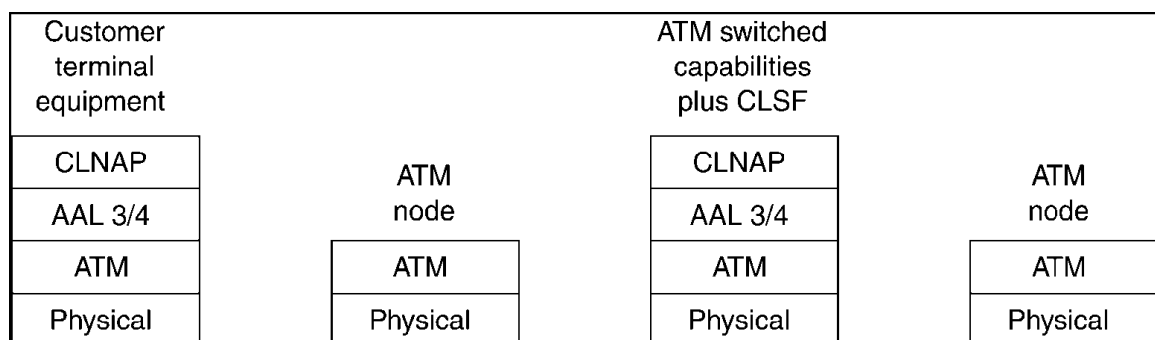 Customer
terminal
equipment
CLNAP
AAL 3/4
ATM
Physical
ATM
node
ATM
Physical
ATM switched
capabilities
plus CLSF
CLNAP
AAL 3/4
ATM
Physical
ATM
node
ATM
Physical